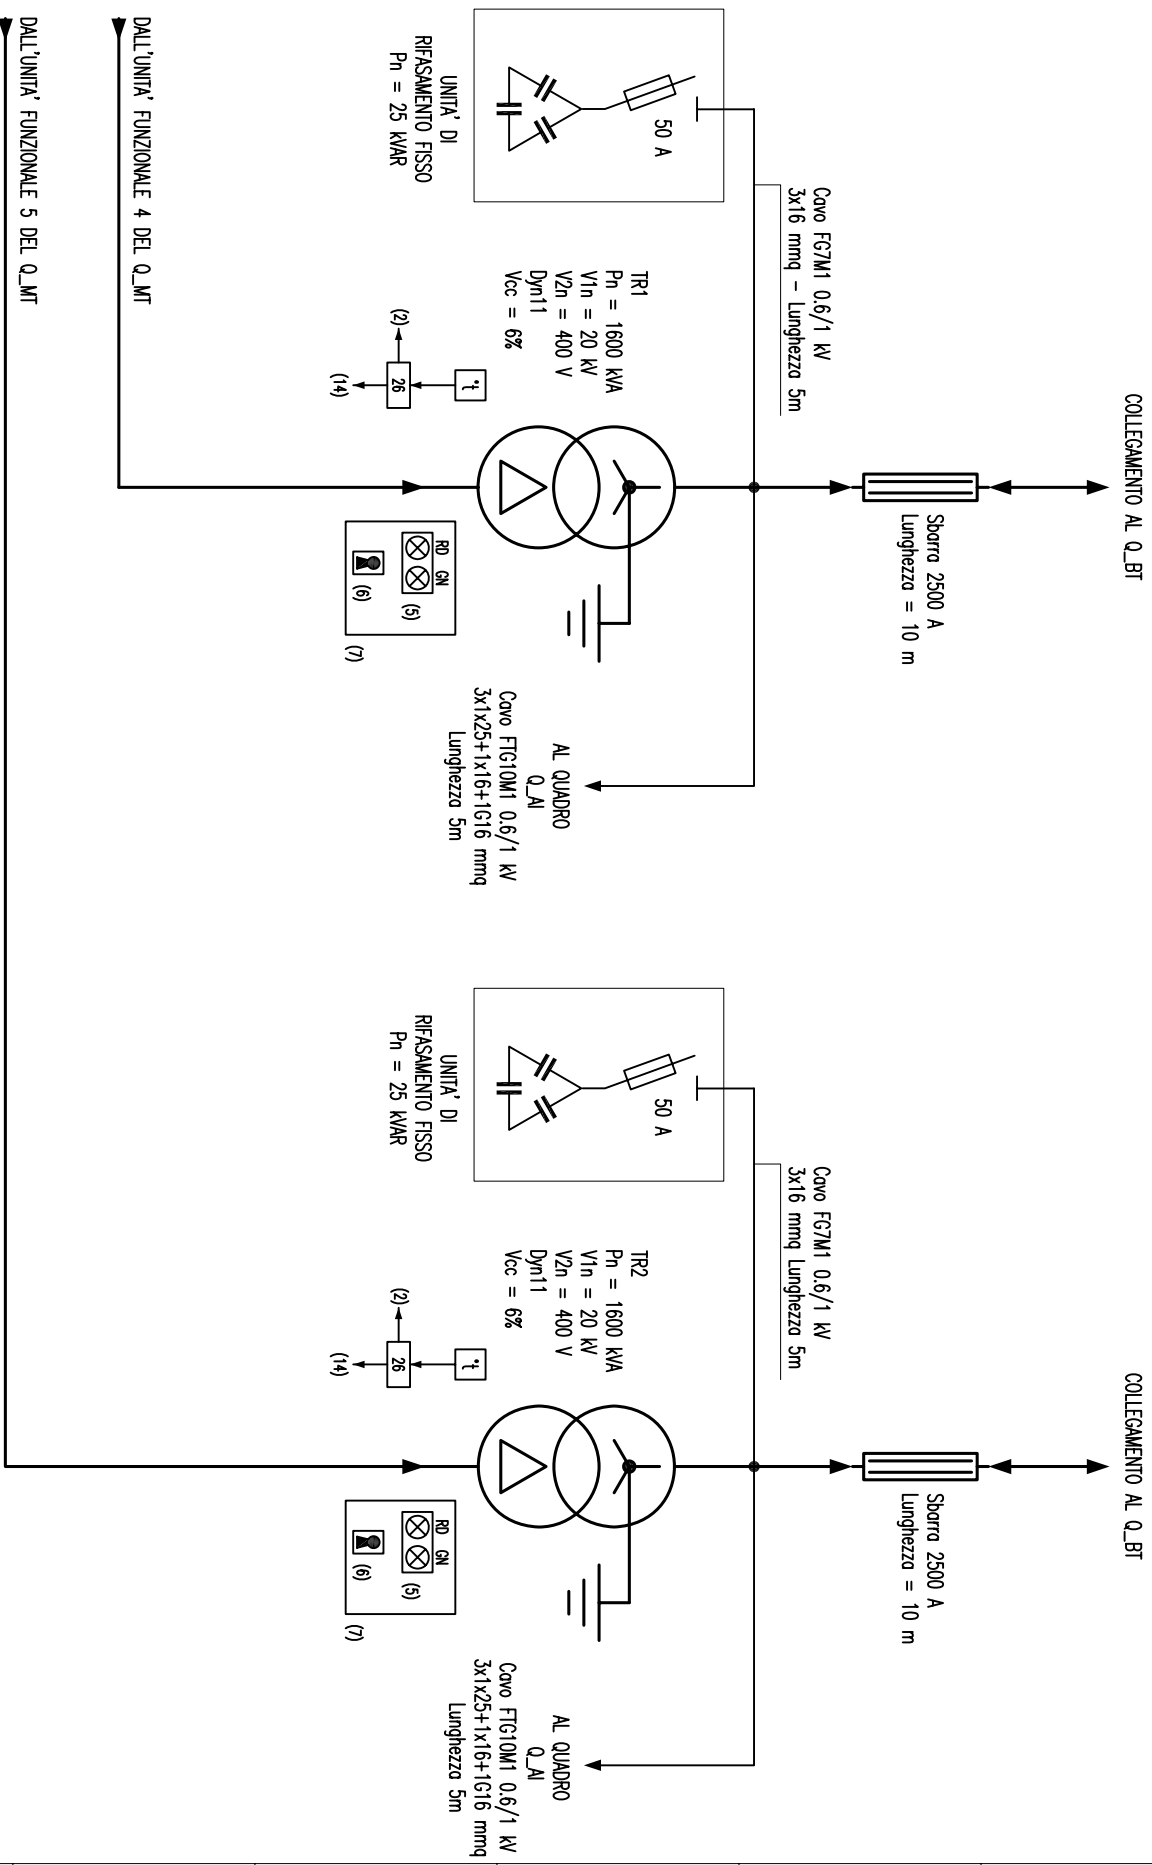 COLLEGAMENTO AL Q_BT
Sbarra 2500 A
Lunghezza = 10 m
Cavo FG7M1 0.6/1 kV
3x16 mmq - Lunghezza 5m
50 A
UNITA' DI
RIFASAMENTO FISSO
Pn = 25 kVAR
TR1
Pn = 1600 kVA
V1n = 20 kV
V2n = 400 V
Dyn11
Vcc = 6%
t°
26
(2)
(14)
RD GN
(5)
(6)
(7)
AL QUADRO
Q_AI
Cavo FTG10M1 0.6/1 kV
3x1x25+1x16+1G16 mmq
Lunghezza 5m
COLLEGAMENTO AL Q_BT
Sbarra 2500 A
Lunghezza = 10 m
Cavo FG7M1 0.6/1 kV
3x16 mmq Lunghezza 5m
50 A
UNITA' DI
RIFASAMENTO FISSO
Pn = 25 kVAR
TR2
Pn = 1600 kVA
V1n = 20 kV
V2n = 400 V
Dyn11
Vcc = 6%
t°
26
(2)
(14)
RD GN
(5)
(6)
(7)
AL QUADRO
Q_AI
Cavo FTG10M1 0.6/1 kV
3x1x25+1x16+1G16 mmq
Lunghezza 5m
DALL'UNITA' FUNZIONALE 4 DEL Q_MT
DALL'UNITA' FUNZIONALE 5 DEL Q_MT